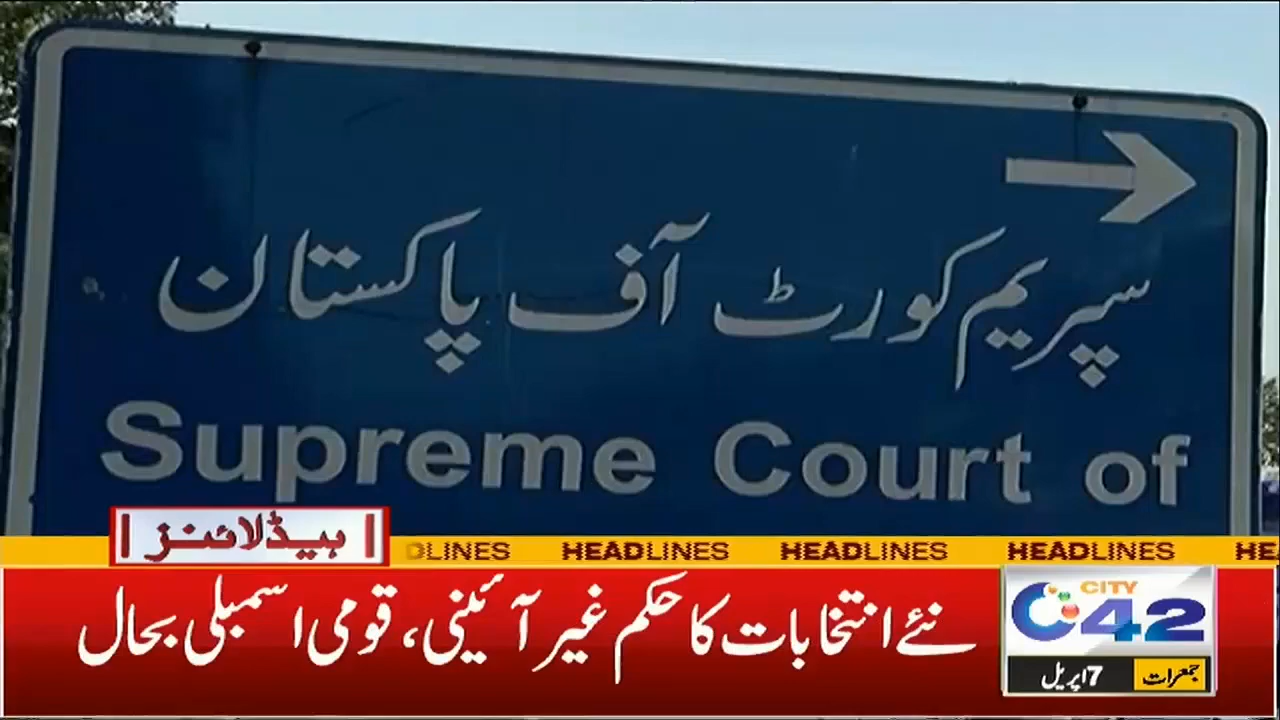 سپریم کورٹ آف پاکستان
Supreme Court of
ہیڈلائنز
DLINES HEADLINES HEADLINES HEADLINES HE
نئے انتخابات کا حکم غیر آئینی، قومی اسمبلی بحال
CITY
42
جمعرات 7 اپریل